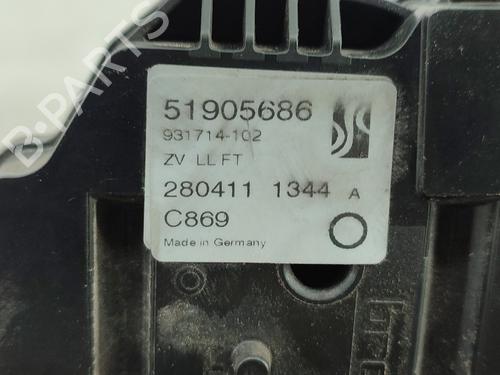 B-PARTS
51905686
931714-102
ZV LL FT
280411 1344 A
C869
Made in Germany